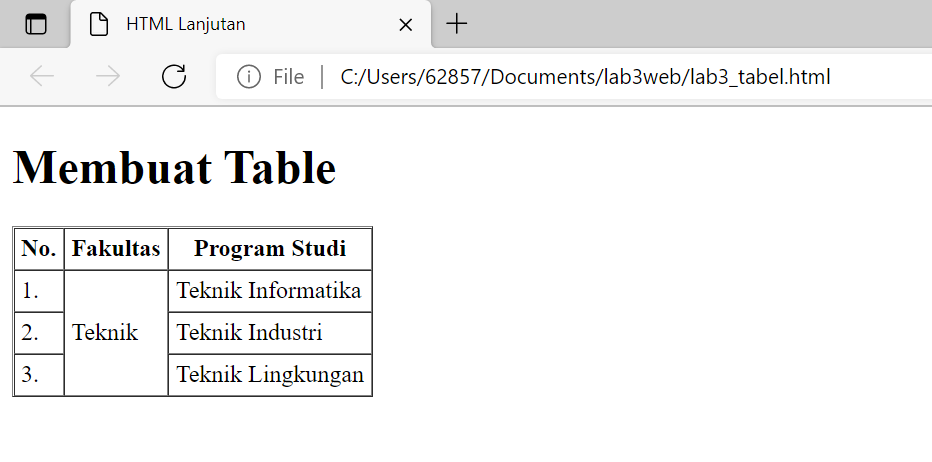 HTML Lanjutan
File | C:/Users/62857/Documents/lab3web/lab3_tabel.html
Membuat Table
No. Fakultas Program Studi
1. Teknik Informatika
2. Teknik Teknik Industri
3. Teknik Lingkungan